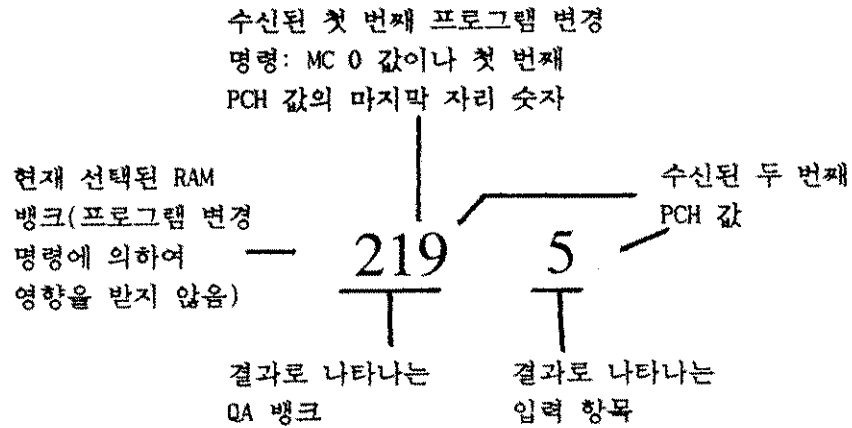 수신된 첫 번째 프로그램 변경
명령: MC 0 값이나 첫 번째
PCH 값의 마지막 자리 숫자
현재 선택된 RAM
뱅크(프로그램 변경
명령에 의하여
영향을 받지 않음)
수신된 두 번째
PCH 값
219 5
결과로 나타나는
QA 뱅크
결과로 나타나는
입력 항목